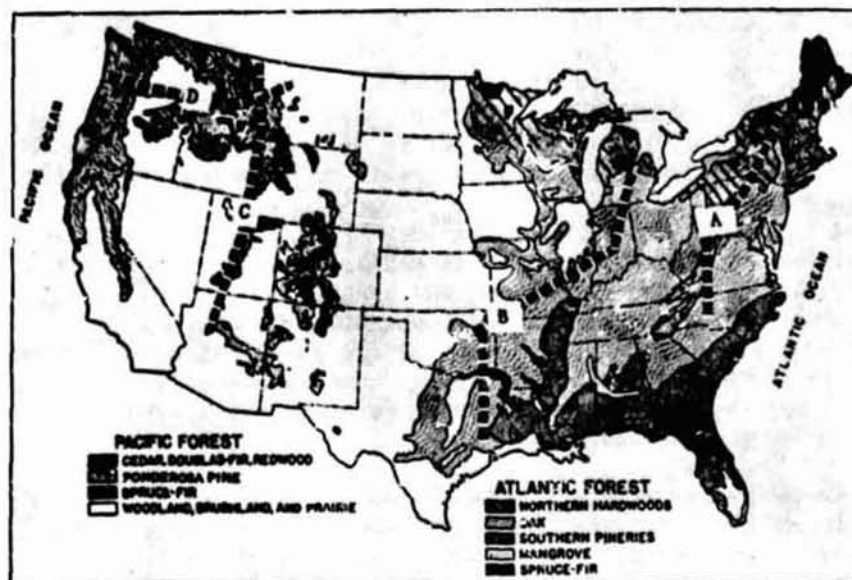 PACIFIC OCEAN
D
C
A
B
ATLANTIC OCEAN
PACIFIC FOREST
CEDAR, DOUGLAS-FIR, REDWOOD
PONDEROSA PINE
SPRUCE-FIR
WOODLAND, BRUSHLAND, AND PRAIRIE
ATLANTIC FOREST
NORTHERN HARDWOODS
OAK
SOUTHERN PINERIES
MANGROVE
SPRUCE-FIR